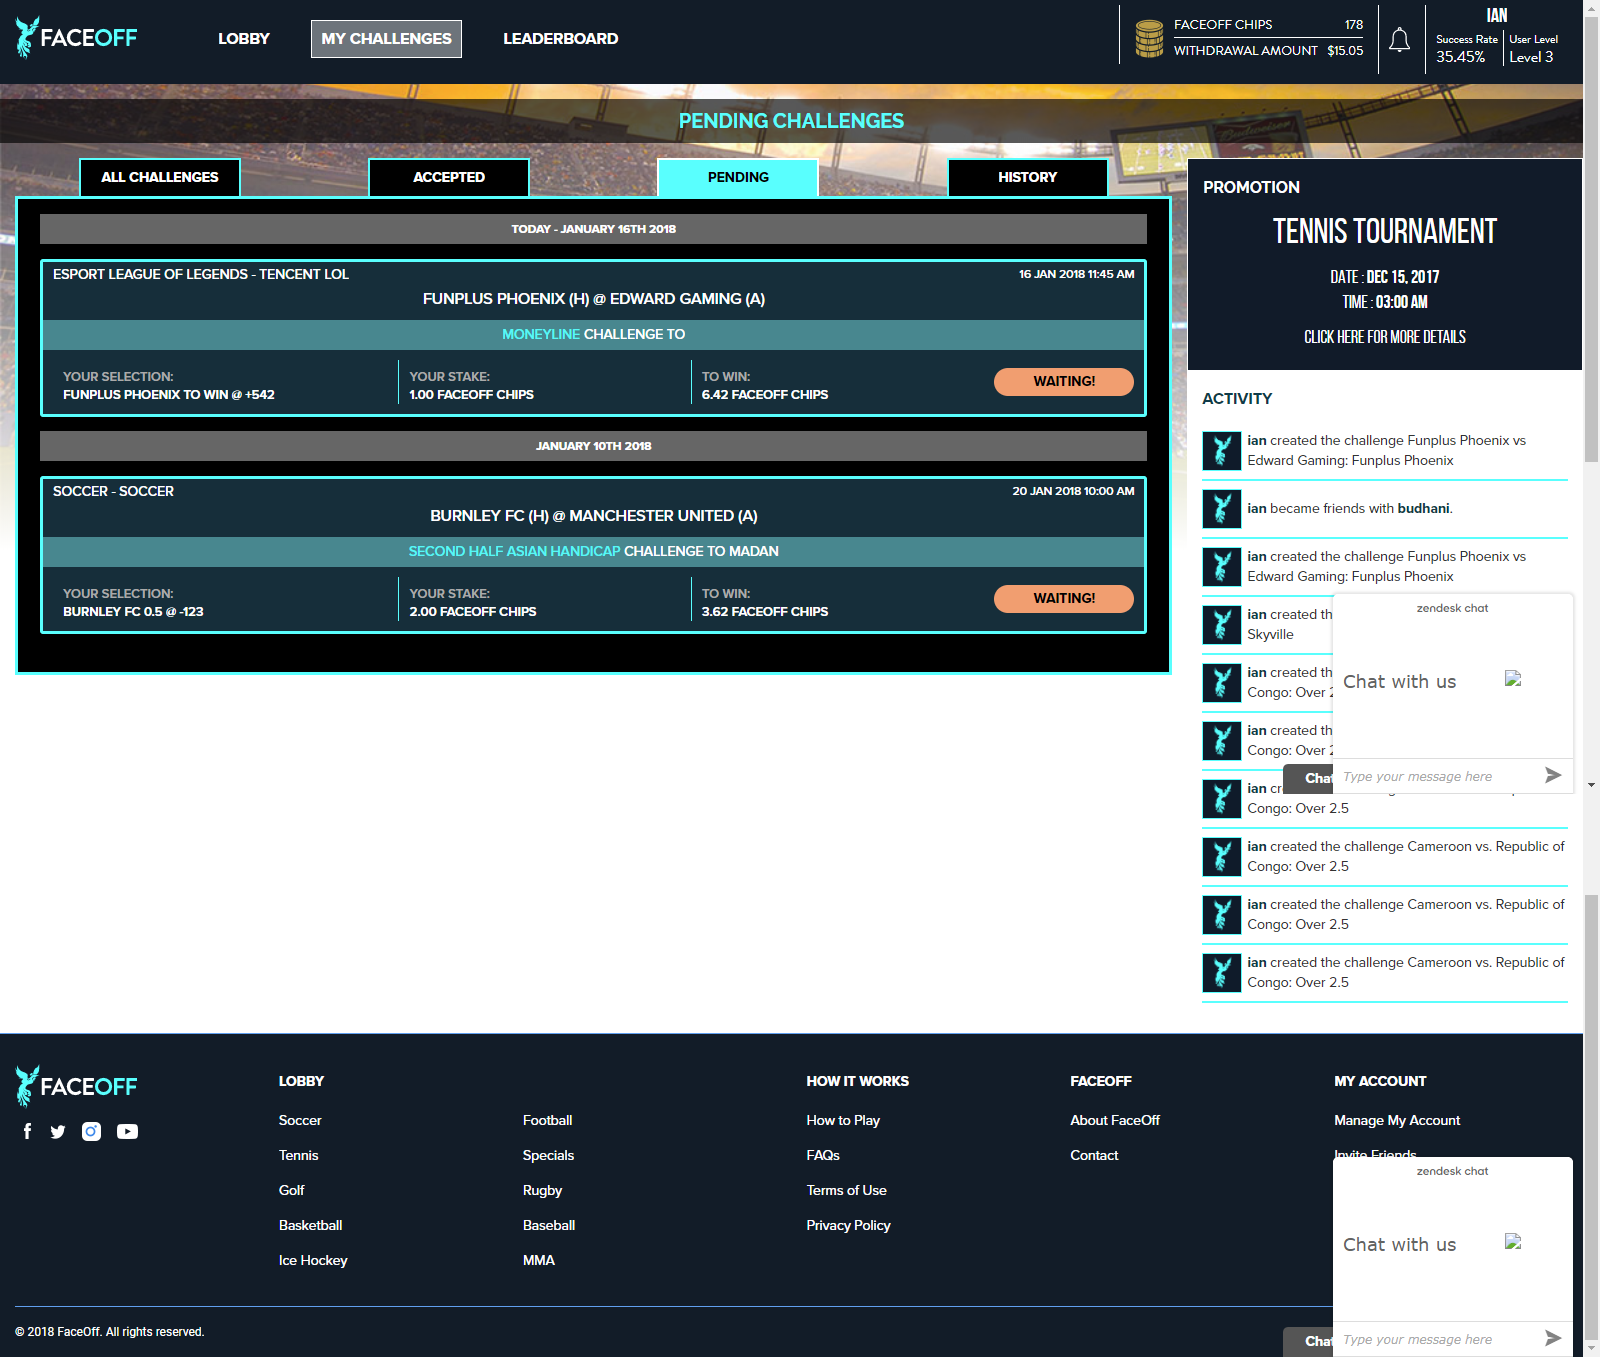 FACEOFF
LOBBY
MY CHALLENGES
LEADERBOARD
FACEOFF CHIPS 178
WITHDRAWAL AMOUNT $15.05
IAN
Success Rate
35.45%
User Level
Level 3
PENDING CHALLENGES
ALL CHALLENGES
ACCEPTED
PENDING
HISTORY
TODAY - JANUARY 16TH 2018
ESPORT LEAGUE OF LEGENDS - TENCENT LOL
16 JAN 2018 11:45 AM
FUNPLUS PHOENIX (H) @ EDWARD GAMING (A)
MONEYLINE CHALLENGE TO
YOUR SELECTION:
FUNPLUS PHOENIX TO WIN @ +542
YOUR STAKE:
1.00 FACEOFF CHIPS
TO WIN:
6.42 FACEOFF CHIPS
WAITING!
JANUARY 10TH 2018
SOCCER - SOCCER
20 JAN 2018 10:00 AM
BURNLEY FC (H) @ MANCHESTER UNITED (A)
SECOND HALF ASIAN HANDICAP CHALLENGE TO MADAN
YOUR SELECTION:
BURNLEY FC 0.5 @ -123
YOUR STAKE:
2.00 FACEOFF CHIPS
TO WIN:
3.62 FACEOFF CHIPS
WAITING!
PROMOTION
TENNIS TOURNAMENT
DATE : DEC 15, 2017
TIME : 03:00 AM
CLICK HERE FOR MORE DETAILS
ACTIVITY
ian created the challenge Funplus Phoenix vs
Edward Gaming: Funplus Phoenix
ian became friends with budhani.
ian created the challenge Funplus Phoenix vs
Edward Gaming: Funplus Phoenix
ian created th
Skyville
ian created th
Congo: Over 2
ian created th
Congo: Over 2
ian cr
Congo: Over 2.5
ian created the challenge Cameroon vs. Republic of
Congo: Over 2.5
ian created the challenge Cameroon vs. Republic of
Congo: Over 2.5
ian created the challenge Cameroon vs. Republic of
Congo: Over 2.5
zendesk chat
Chat with us
Chat
Type your message here
FACEOFF
LOBBY
Soccer
Tennis
Golf
Basketball
Ice Hockey
Football
Specials
Rugby
Baseball
MMA
HOW IT WORKS
How to Play
FAQs
Terms of Use
Privacy Policy
FACEOFF
About FaceOff
Contact
MY ACCOUNT
Manage My Account
Invite Friends
zendesk chat
Chat with us
Chat
Type your message here
© 2018 FaceOff. All rights reserved.